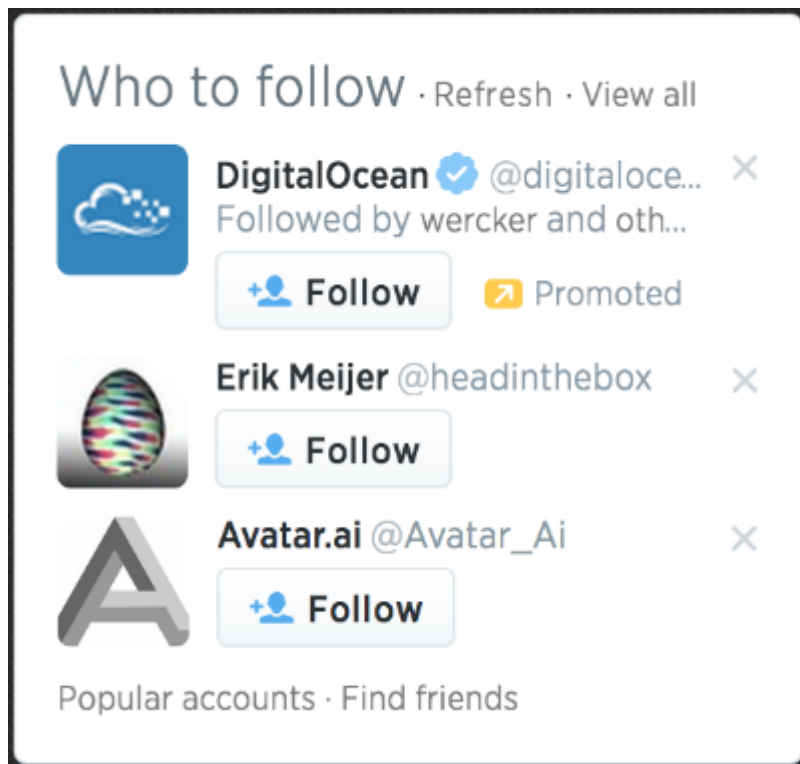 Who to follow · Refresh · View all
DigitalOcean @digitaloce...
Followed by wercker and oth...
Follow Promoted
Erik Meijer @headinthebox
Follow
Avatar.ai @Avatar_Ai
Follow
Popular accounts · Find friends